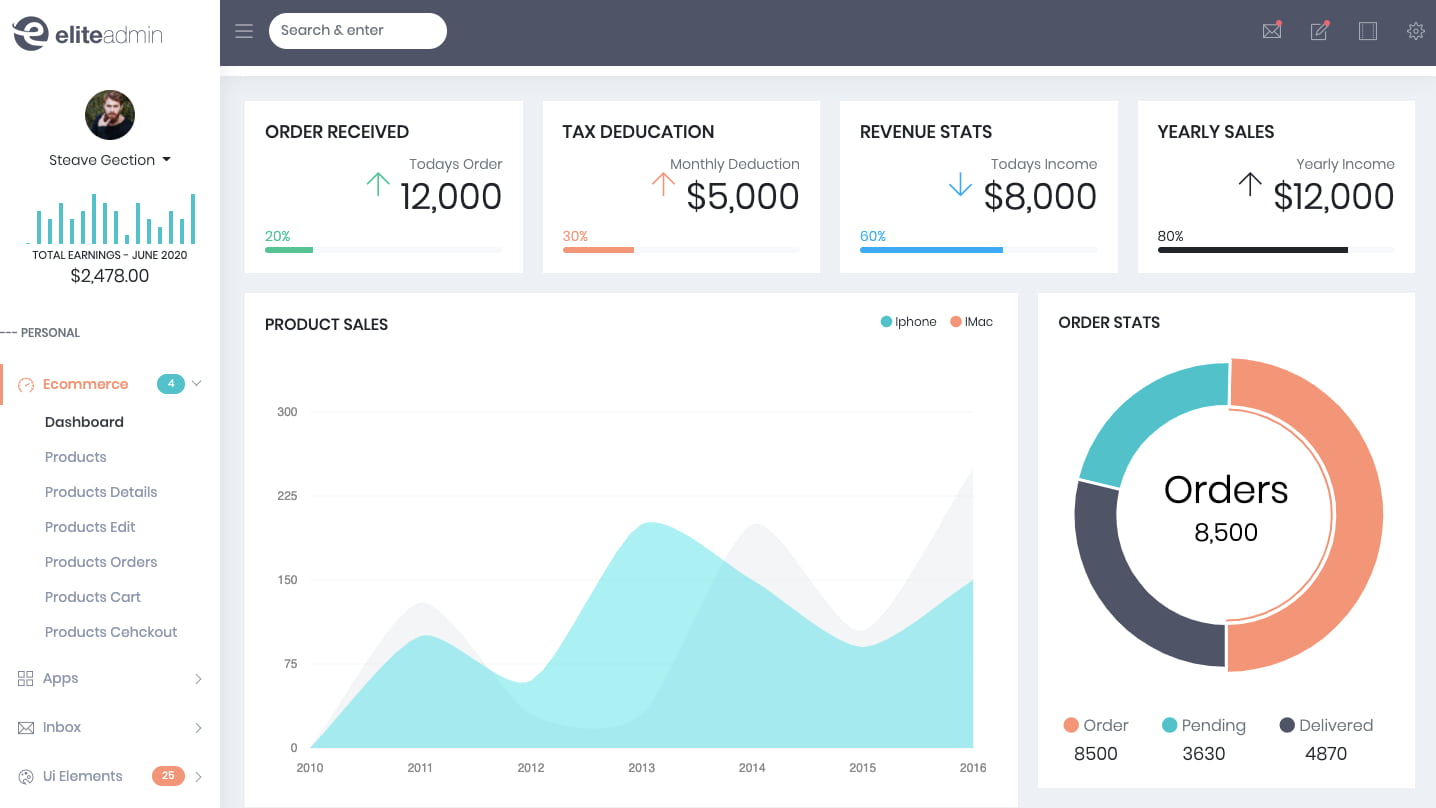 eliteadmin
Search & enter
Steave Gection
TOTAL EARNINGS - JUNE 2020
$2,478.00
--- PERSONAL
Ecommerce 4
Dashboard
Products
Products Details
Products Edit
Products Orders
Products Cart
Products Cehckout
Apps
Inbox
Ui Elements 25
ORDER RECEIVED
Todays Order
12,000
20%
TAX DEDUCATION
Monthly Deduction
$5,000
30%
REVENUE STATS
Todays Income
$8,000
60%
YEARLY SALES
Yearly Income
$12,000
80%
PRODUCT SALES
Iphone IMac
300
225
150
75
0
2010 2011 2012 2013 2014 2015 2016
ORDER STATS
Orders
8,500
Order Pending Delivered
8500 3630 4870